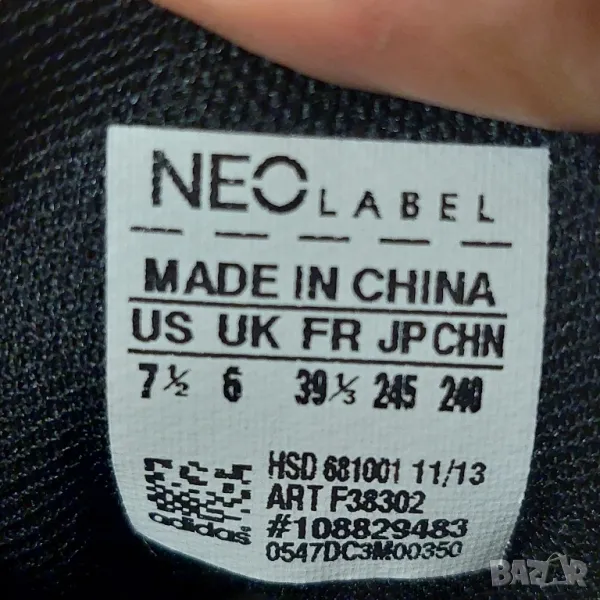 NEO LABEL
MADE IN CHINA
US UK FR JP CHN
7½ 6 39⅓ 245 240
HSD 681001 11/13
ART F38302
#108829483
0547DC3M00350
adidas
BAZAR